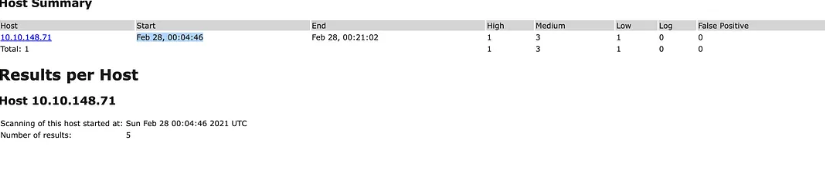 Host Summary
Host Start End High Medium Low Log False Positive
10.10.148.71 Feb 28, 00:04:46 Feb 28, 00:21:02 1 3 1 0 0
Total: 1 1 3 1 0 0
Results per Host
Host 10.10.148.71
Scanning of this host started at: Sun Feb 28 00:04:46 2021 UTC
Number of results: 5